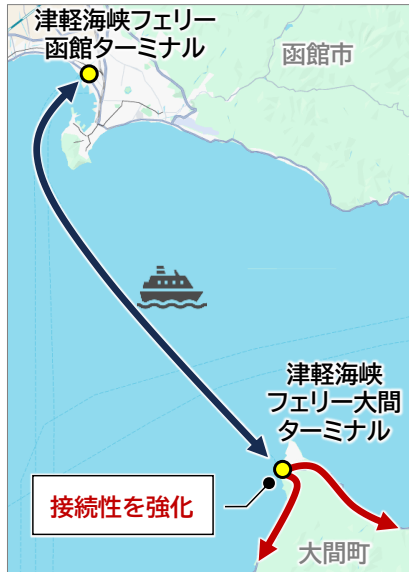 津軽海峡フェリー
函館ターミナル
函館市
津軽海峡
フェリー大間
ターミナル
接続性を強化
大間町